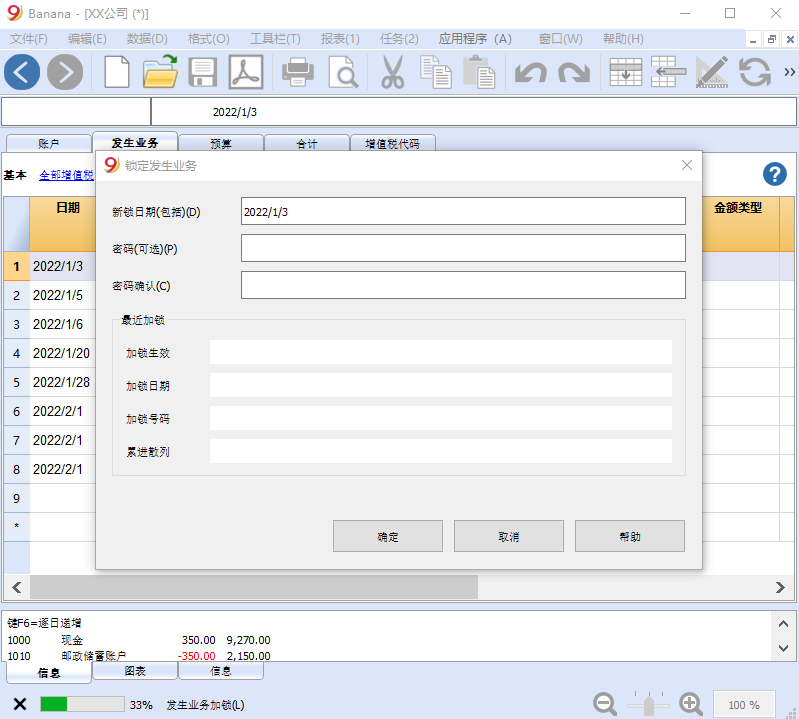 Banana - [XX公司 (*)]
文件(F) 编辑(E) 数据(D) 格式(O) 工具栏(T) 报表(1) 任务(2) 应用程序 (A) 窗口(W) 帮助(H)
2022/1/3
账户 发生业务 预算 合计 增值税代码
基本 全部增值税
日期 金额类型
1 2022/1/3
2 2022/1/5
3 2022/1/6
4 2022/1/20
5 2022/1/28
6 2022/2/1
7 2022/2/1
8 2022/2/1
9
*
锁定发生业务
新锁日期(包括)(D) 2022/1/3
密码(可选)(P)
密码确认(C)
最近加锁
加锁生效
加锁日期
加锁号码
累进散列
确定 取消 帮助
键F6=逐日递增
1000 现金 350.00 9,270.00
1010 邮政储蓄账户 -350.00 2,150.00
信息 图表 信息
33% 发生业务加锁(L) 100 %